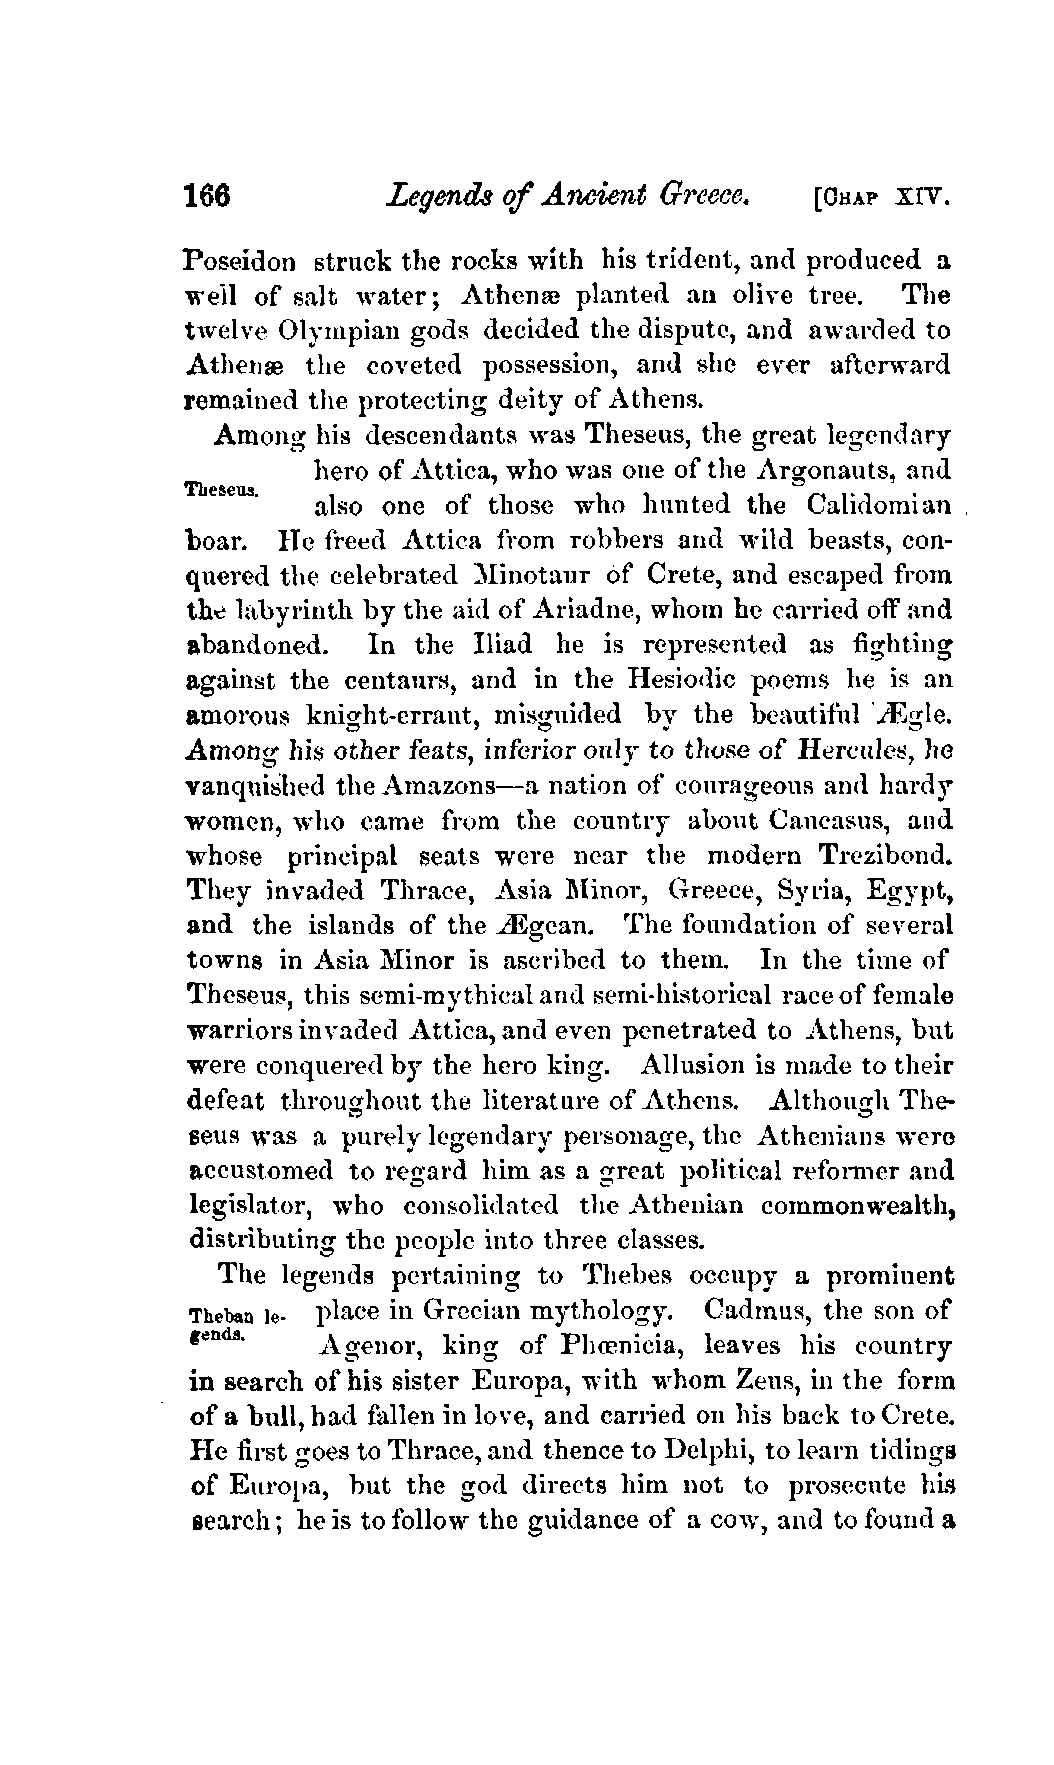 166 Legends of Ancient Greece. [CHAP XIV.
Poseidon struck the rocks with his trident, and produced a
well of salt water; Athenæ planted an olive tree. The
twelve Olympian gods decided the dispute, and awarded to
Athenæ the coveted possession, and she ever afterward
remained the protecting deity of Athens.
Among his descendants was Theseus, the great legendary
hero of Attica, who was one of the Argonauts, and
Theseus.
also one of those who hunted the Calidomian
boar. He freed Attica from robbers and wild beasts, con-
quered the celebrated Minotaur of Crete, and escaped from
the labyrinth by the aid of Ariadne, whom he carried off and
abandoned. In the Iliad he is represented as fighting
against the centaurs, and in the Hesiodic poems he is an
amorous knight-errant, misguided by the beautiful Ægle.
Among his other feats, inferior only to those of Hercules, he
vanquished the Amazons—a nation of courageous and hardy
women, who came from the country about Caucasus, and
whose principal seats were near the modern Trezibond.
They invaded Thrace, Asia Minor, Greece, Syria, Egypt,
and the islands of the Ægean. The foundation of several
towns in Asia Minor is ascribed to them. In the time of
Theseus, this semi-mythical and semi-historical race of female
warriors invaded Attica, and even penetrated to Athens, but
were conquered by the hero king. Allusion is made to their
defeat throughout the literature of Athens. Although The-
seus was a purely legendary personage, the Athenians were
accustomed to regard him as a great political reformer and
legislator, who consolidated the Athenian commonwealth,
distributing the people into three classes.
The legends pertaining to Thebes occupy a prominent
Theban le- place in Grecian mythology. Cadmus, the son of
gends. Agenor, king of Phœnicia, leaves his country
in search of his sister Europa, with whom Zeus, in the form
of a bull, had fallen in love, and carried on his back to Crete.
He first goes to Thrace, and thence to Delphi, to learn tidings
of Europa, but the god directs him not to prosecute his
search; he is to follow the guidance of a cow, and to found a